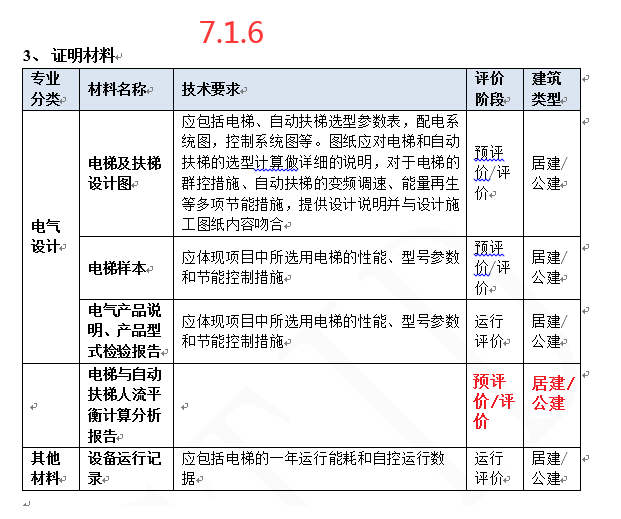 7.1.6
3、 证明材料
专业
分类
材料名称
技术要求
评价
阶段
建筑
类型
电气
设计
电梯及扶梯
设计图
应包括电梯、自动扶梯选型参数表，配电系
统图，控制系统图等。图纸应对电梯和自动
扶梯的选型计算做详细的说明，对于电梯的
群控措施、自动扶梯的变频调速、能量再生
等多项节能措施，提供设计说明并与设计施
工图纸内容吻合
预评
价/评
价
居建/
公建
电梯样本
应体现项目中所选用电梯的性能、型号参数
和节能控制措施
预评
价/评
价
居建/
公建
电气产品说
明、产品型
式检验报告
应体现项目中所选用电梯的性能、型号参数
和节能控制措施
运行
评价
居建/
公建
电梯与自动
扶梯人流平
衡计算分析
报告
预评
价/评
价
居建/
公建
其他
材料
设备运行记
录
应包括电梯的一年运行能耗和自控运行数
据
运行
评价
居建/
公建